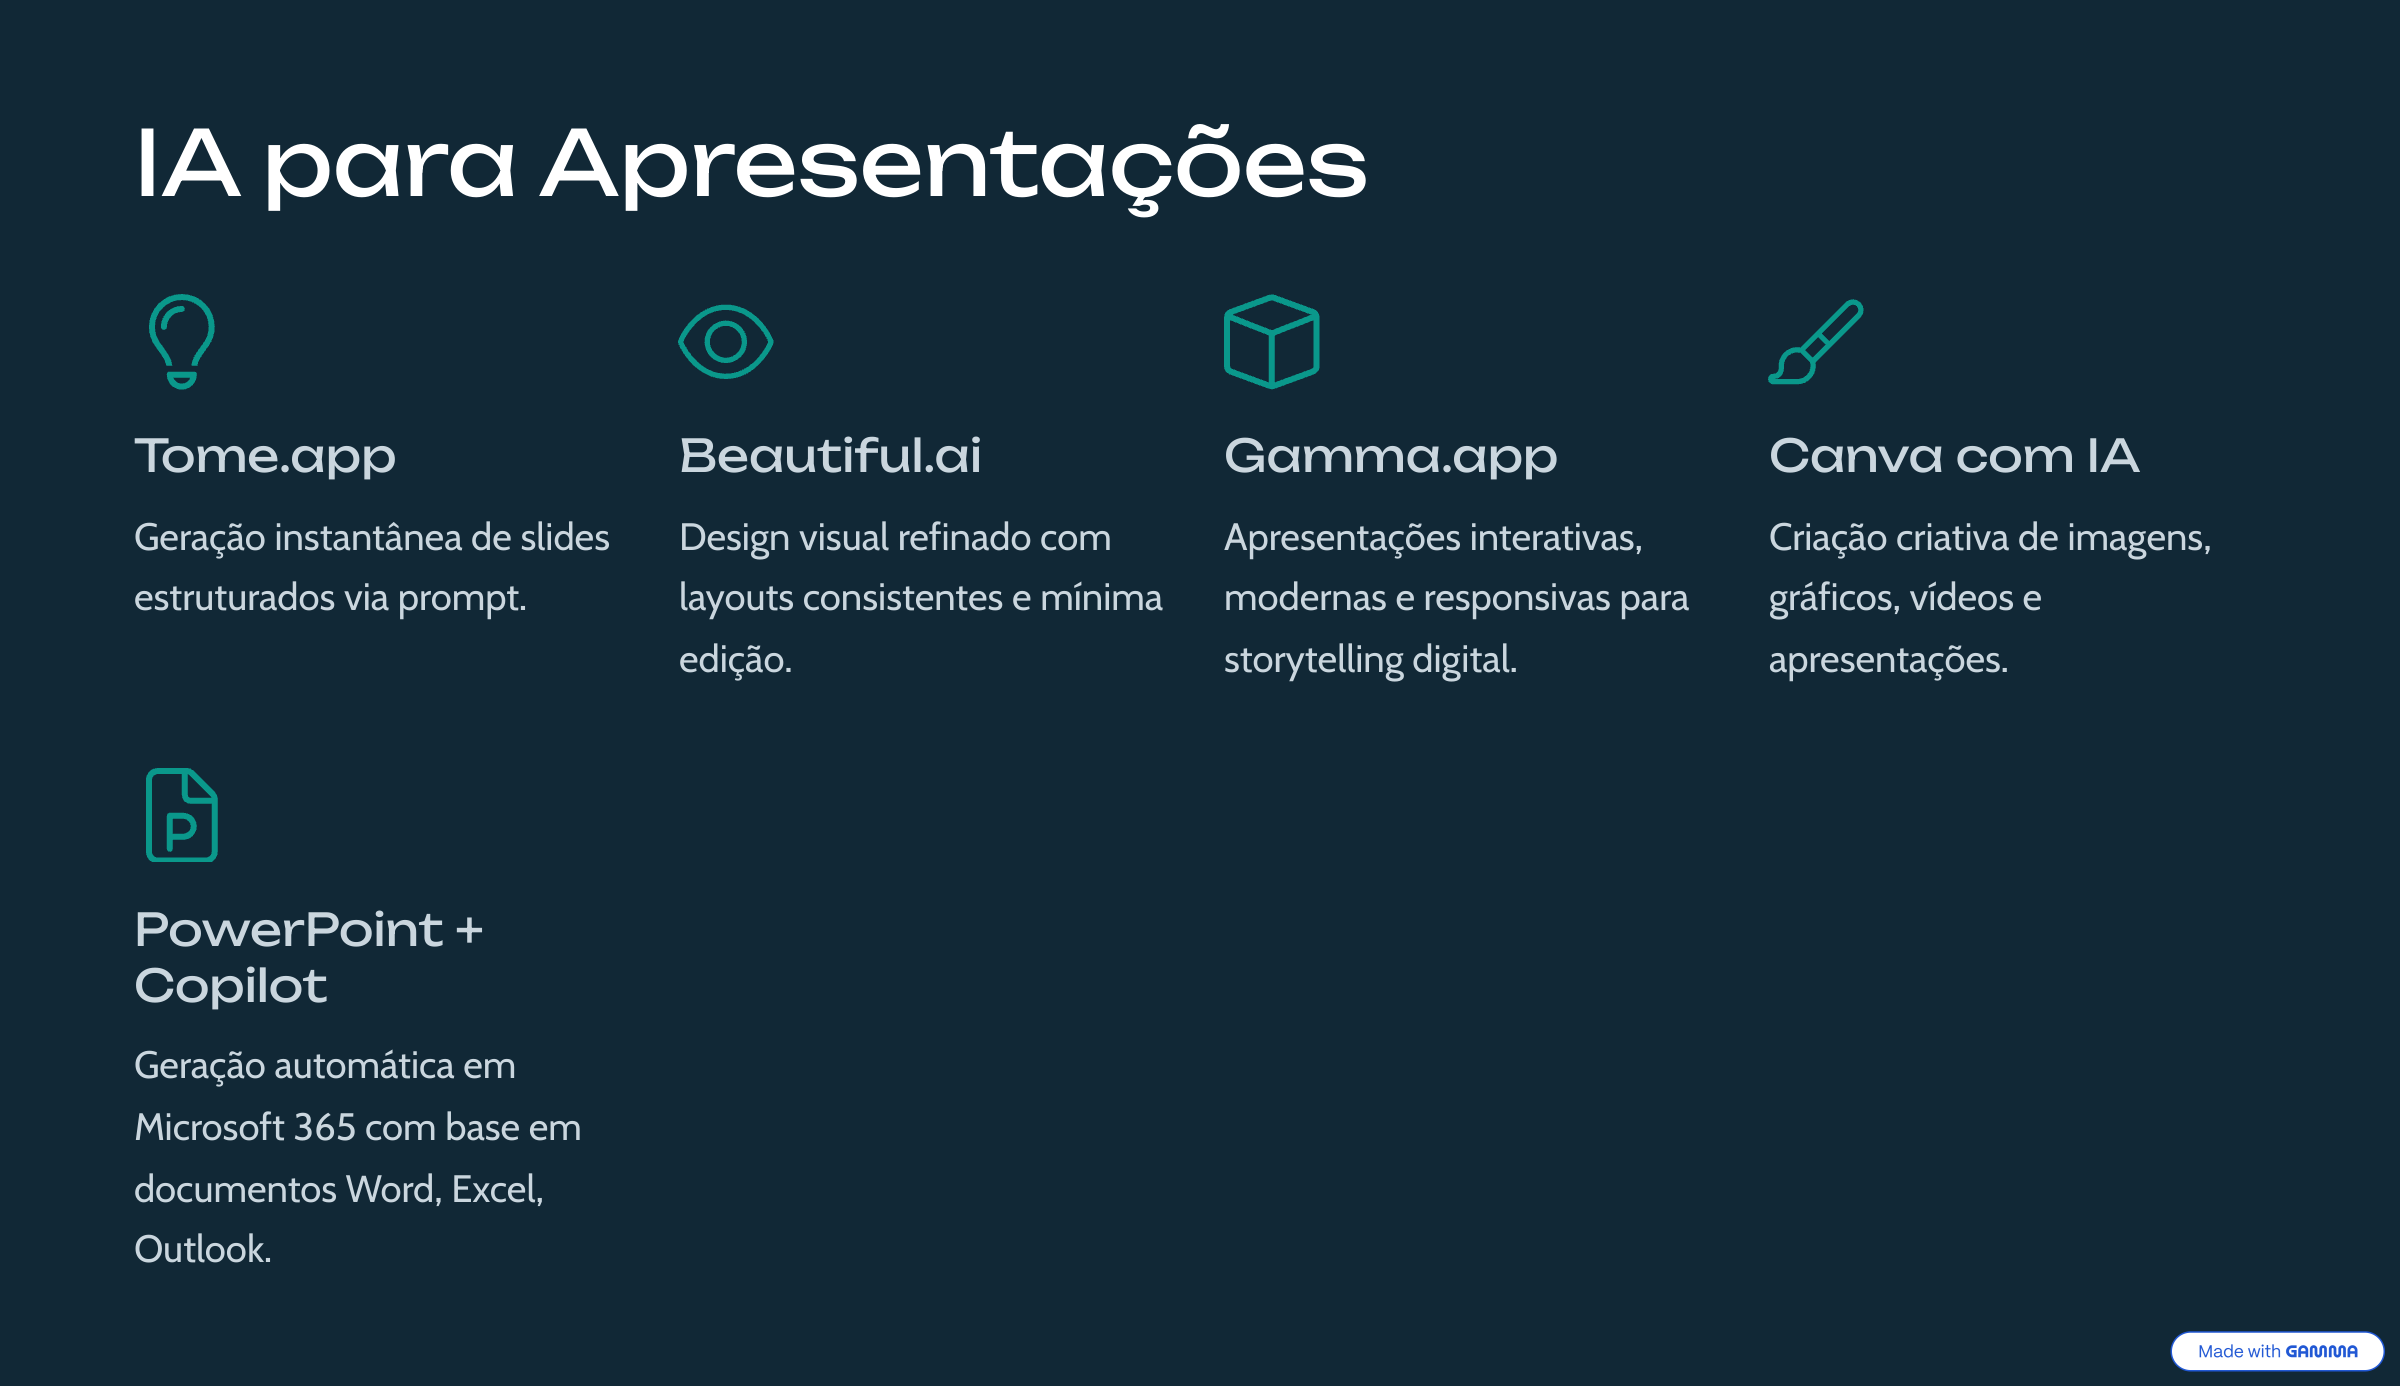 IA para Apresentações
Tome.app
Geração instantânea de slides
estruturados via prompt.
Beautiful.ai
Design visual refinado com
layouts consistentes e mínima
edição.
Gamma.app
Apresentações interativas,
modernas e responsivas para
storytelling digital.
Canva com IA
Criação criativa de imagens,
gráficos, vídeos e
apresentações.
P
PowerPoint +
Copilot
Geração automática em
Microsoft 365 com base em
documentos Word, Excel,
Outlook.
Made with GAMMA